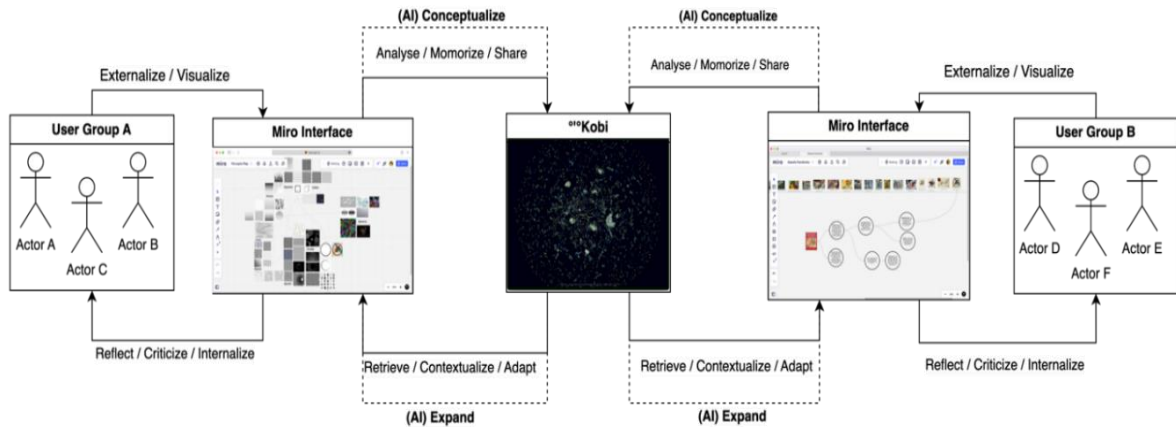 (AI) Conceptualize
(AI) Conceptualize
Analyse / Momorize / Share
Analyse / Momorize / Share
Externalize / Visualize
Externalize / Visualize
User Group A
Miro Interface
ᵒʳᵒKobi
Miro Interface
User Group B
Actor A
Actor B
Actor C
Actor D
Actor E
Actor F
Reflect / Criticize / Internalize
Retrieve / Contextualize / Adapt
Retrieve / Contextualize / Adapt
Reflect / Criticize / Internalize
(AI) Expand
(AI) Expand